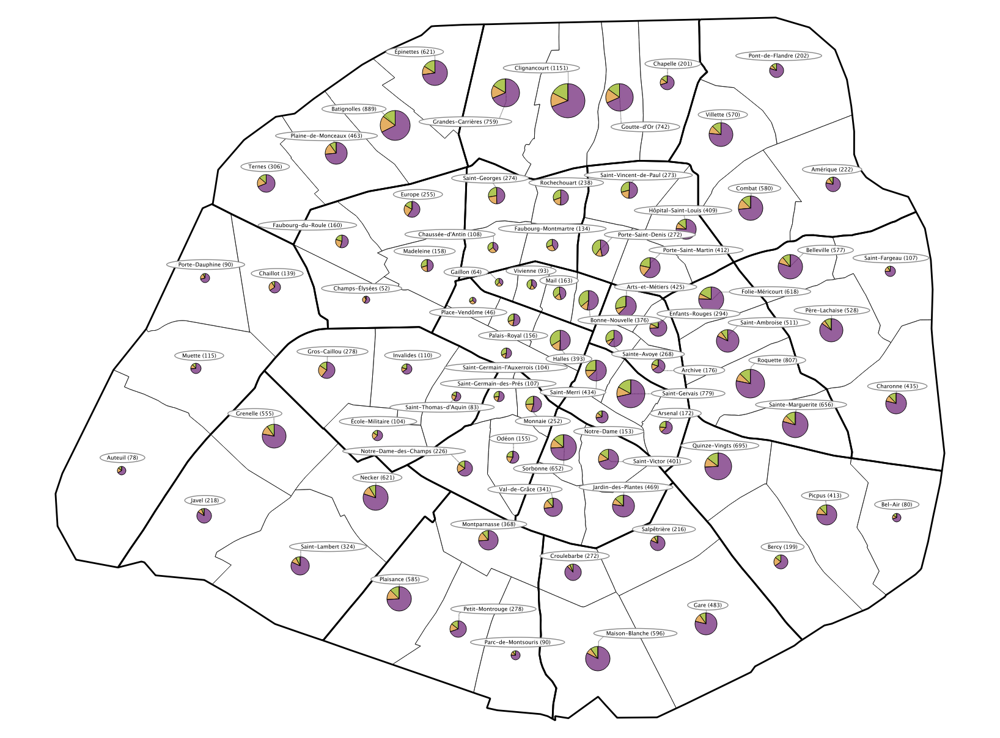 Épinettes (621)
Pont-de-Flandre (202)
Chapelle (201)
Clignancourt (1151)
Batignolles (889)
Villette (570)
Grandes-Carrières (759)
Goutte-d'Or (742)
Plaine-de-Monceaux (463)
Ternes (306)
Amérique (222)
Saint-Vincent-de-Paul (273)
Saint-Georges (274)
Rochechouart (238)
Combat (580)
Europe (255)
Hôpital-Saint-Louis (409)
Faubourg-du-Roule (160)
Faubourg-Montmartre (134)
Chaussée-d'Antin (108)
Porte-Saint-Denis (272)
Madeleine (158)
Porte-Saint-Martin (412)
Belleville (577)
Saint-Fargeau (107)
Porte-Dauphine (90)
Chaillot (139)
Gaillon (64)
Vivienne (93)
Mail (163)
Champs-Élysées (52)
Arts-et-Métiers (425)
Folie-Méricourt (618)
Place-Vendôme (46)
Père-Lachaise (528)
Enfants-Rouges (294)
Bonne-Nouvelle (376)
Saint-Ambroise (511)
Palais-Royal (156)
Gros-Caillou (278)
Muette (115)
Invalides (110)
Sainte-Avoye (268)
Halles (393)
Roquette (807)
Saint-Germain-l'Auxerrois (104)
Archive (176)
Saint-Germain-des-Prés (107)
Charonne (435)
Saint-Merri (434)
Saint-Gervais (779)
Sainte-Marguerite (656)
Saint-Thomas-d'Aquin (83)
Grenelle (555)
Arsenal (172)
École-Militaire (104)
Monnaie (252)
Notre-Dame (153)
Odéon (155)
Quinze-Vingts (695)
Notre-Dame-des-Champs (226)
Auteuil (78)
Saint-Victor (401)
Sorbonne (652)
Necker (621)
Jardin-des-Plantes (469)
Val-de-Grâce (341)
Picpus (413)
Javel (218)
Bel-Air (80)
Montparnasse (368)
Salpêtrière (216)
Saint-Lambert (324)
Bercy (199)
Croulebarbe (272)
Plaisance (585)
Gare (483)
Petit-Montrouge (278)
Maison-Blanche (596)
Parc-de-Montsouris (90)